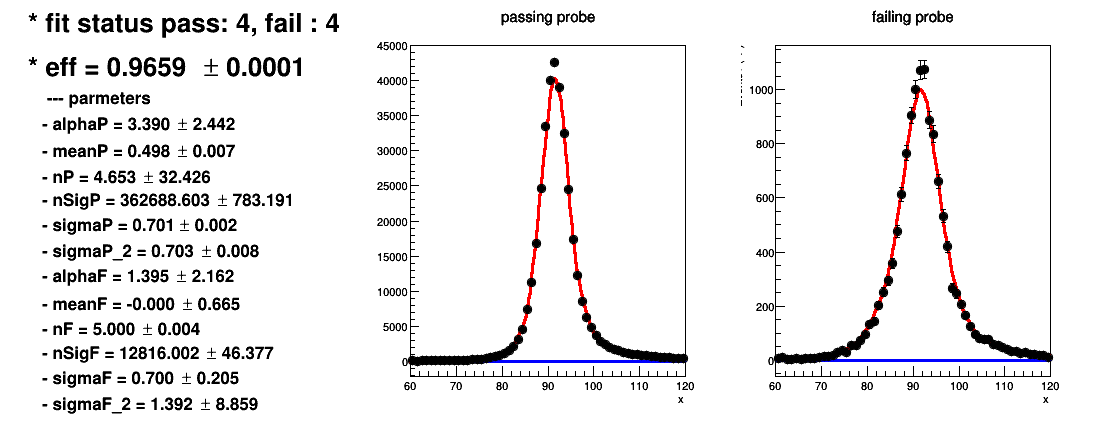 * fit status pass: 4, fail : 4
* eff = 0.9659 ± 0.0001
--- parmeters
- alphaP = 3.390 ± 2.442
- meanP = 0.498 ± 0.007
- nP = 4.653 ± 32.426
- nSigP = 362688.603 ± 783.191
- sigmaP = 0.701 ± 0.002
- sigmaP_2 = 0.703 ± 0.008
- alphaF = 1.395 ± 2.162
- meanF = -0.000 ± 0.665
- nF = 5.000 ± 0.004
- nSigF = 12816.002 ± 46.377
- sigmaF = 0.700 ± 0.205
- sigmaF_2 = 1.392 ± 8.859
passing probe
45000
40000
35000
30000
25000
20000
15000
10000
5000
0
60 70 80 90 100 110 120
x
failing probe
1000
800
600
400
200
0
60 70 80 90 100 110 120
x